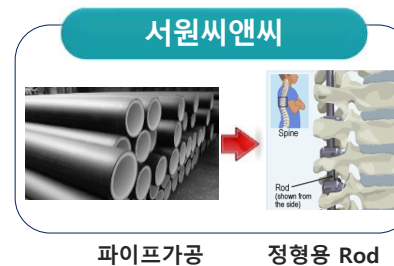 서원씨앤씨
Spine
Rod
(shown from
the side)
파이프가공
정형용 Rod